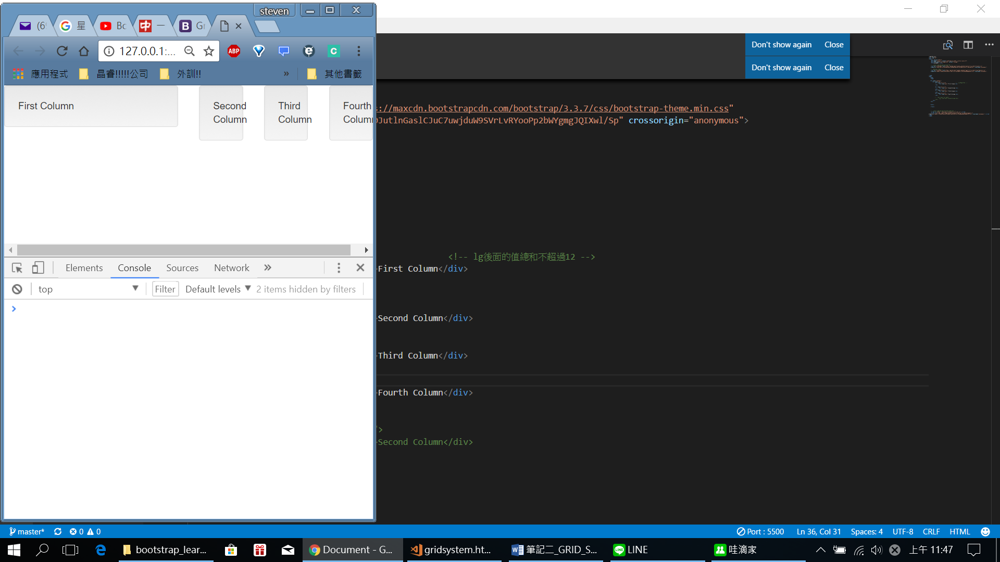 steven
(6
星
Bc
一
G
127.0.0.1:...
ABP
應用程式
晶睿!!!!!公司
外訓!!
»
其他書籤
First Column
Second
Column
Third
Column
Fourth
Column
Elements
Console
Sources
Network
»
top
Filter
Default levels
2 items hidden by filters
Don't show again
Close
Don't show again
Close
s://maxcdn.bootstrapcdn.com/bootstrap/3.3.7/css/bootstrap-theme.min.css"
JutlnGaslCJuC7uwjduW9SVrLvRYooPp2bWYgmgJQIXwl/Sp" crossorigin="anonymous">
<!-- lg後面的值總和不超過12 -->
First Column</div>
Second Column</div>
Third Column</div>
Fourth Column</div>
">
Second Column</div>
master*
0
0
Port : 5500
Ln 36, Col 31
Spaces: 4
UTF-8
CRLF
HTML
bootstrap_lear...
Document - G...
gridsystem.ht...
筆記二_GRID_S...
LINE
哇滴家
上午 11:47